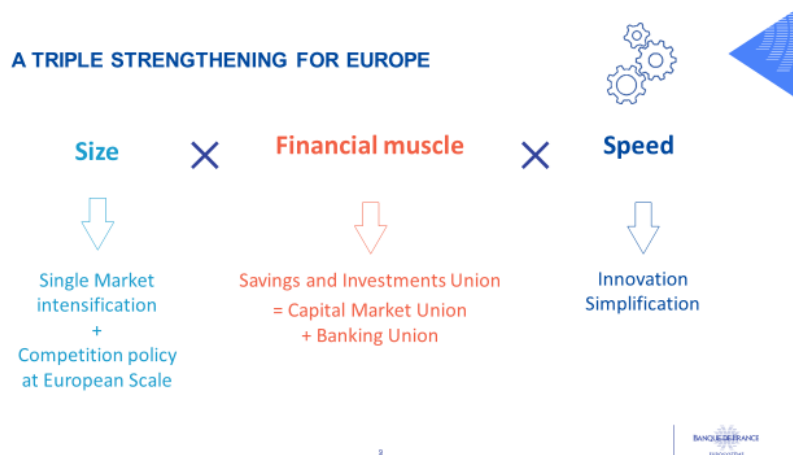 A TRIPLE STRENGTHENING FOR EUROPE
Size × Financial muscle × Speed
Single Market
intensification
+
Competition policy
at European Scale
Savings and Investments Union
= Capital Market Union
+ Banking Union
Innovation
Simplification
BANQUE DE FRANCE